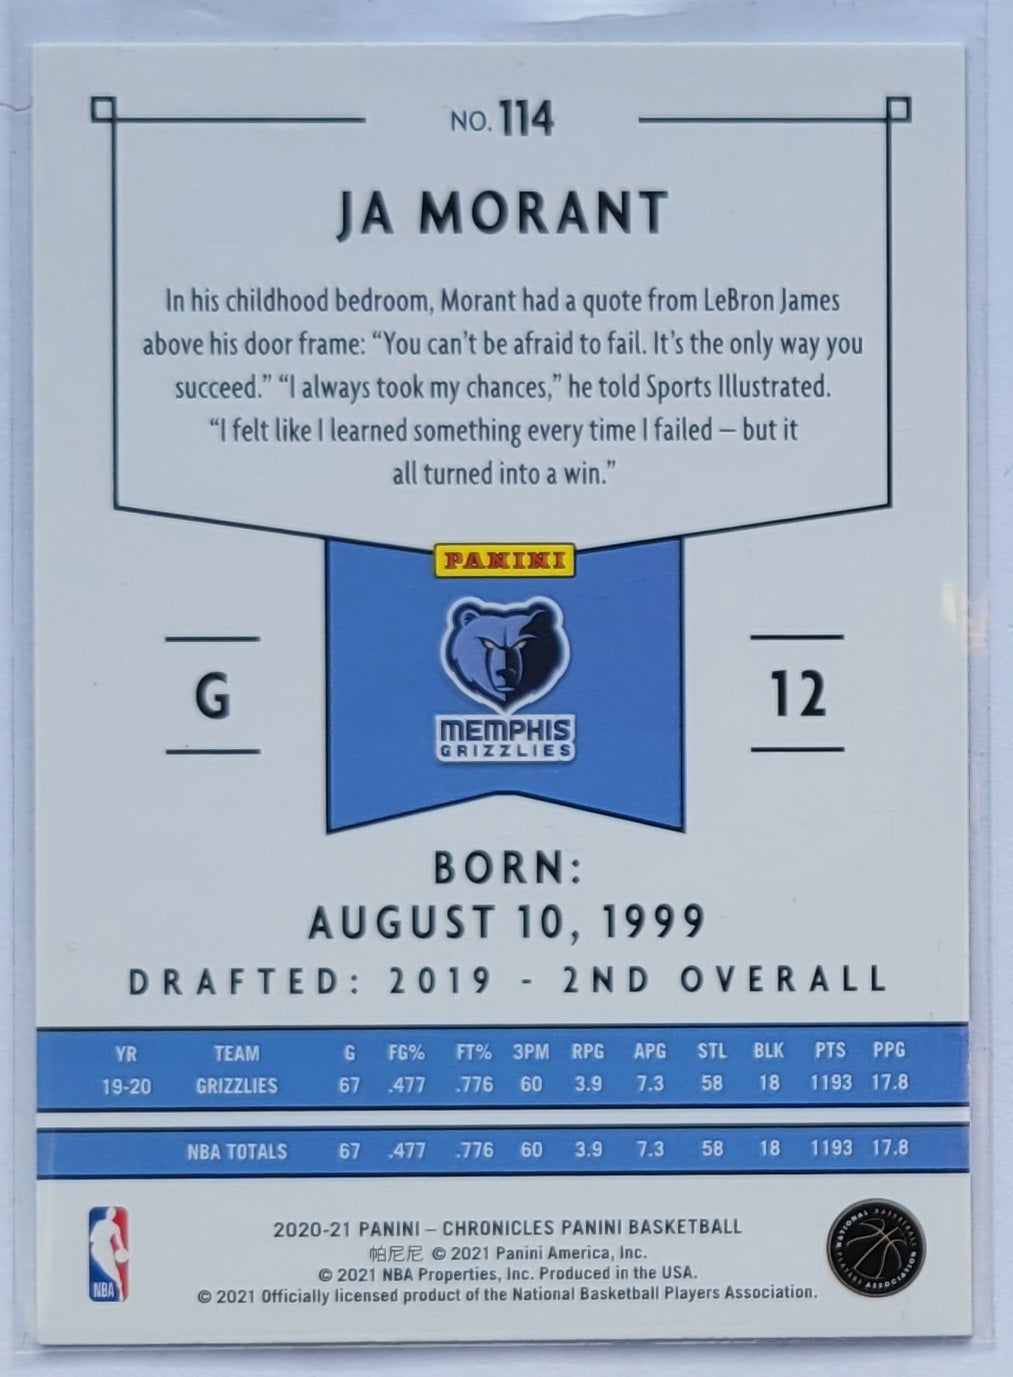 NO. 114
JA MORANT
In his childhood bedroom, Morant had a quote from LeBron James
above his door frame: “You can’t be afraid to fail. It’s the only way you
succeed.” “I always took my chances,” he told Sports Illustrated.
“I felt like I learned something every time I failed – but it
all turned into a win.”
PANINI
G
MEMPHIS
GRIZZLIES
12
BORN:
AUGUST 10, 1999
DRAFTED: 2019 - 2ND OVERALL
YR TEAM G FG% FT% 3PM RPG APG STL BLK PTS PPG
19-20 GRIZZLIES 67 .477 .776 60 3.9 7.3 58 18 1193 17.8
NBA TOTALS 67 .477 .776 60 3.9 7.3 58 18 1193 17.8
2020-21 PANINI – CHRONICLES PANINI BASKETBALL
帕尼尼 © 2021 Panini America, Inc.
© 2021 NBA Properties, Inc. Produced in the USA.
© 2021 Officially licensed product of the National Basketball Players Association.
NBA
NATIONAL BASKETBALL PLAYERS ASSOCIATION